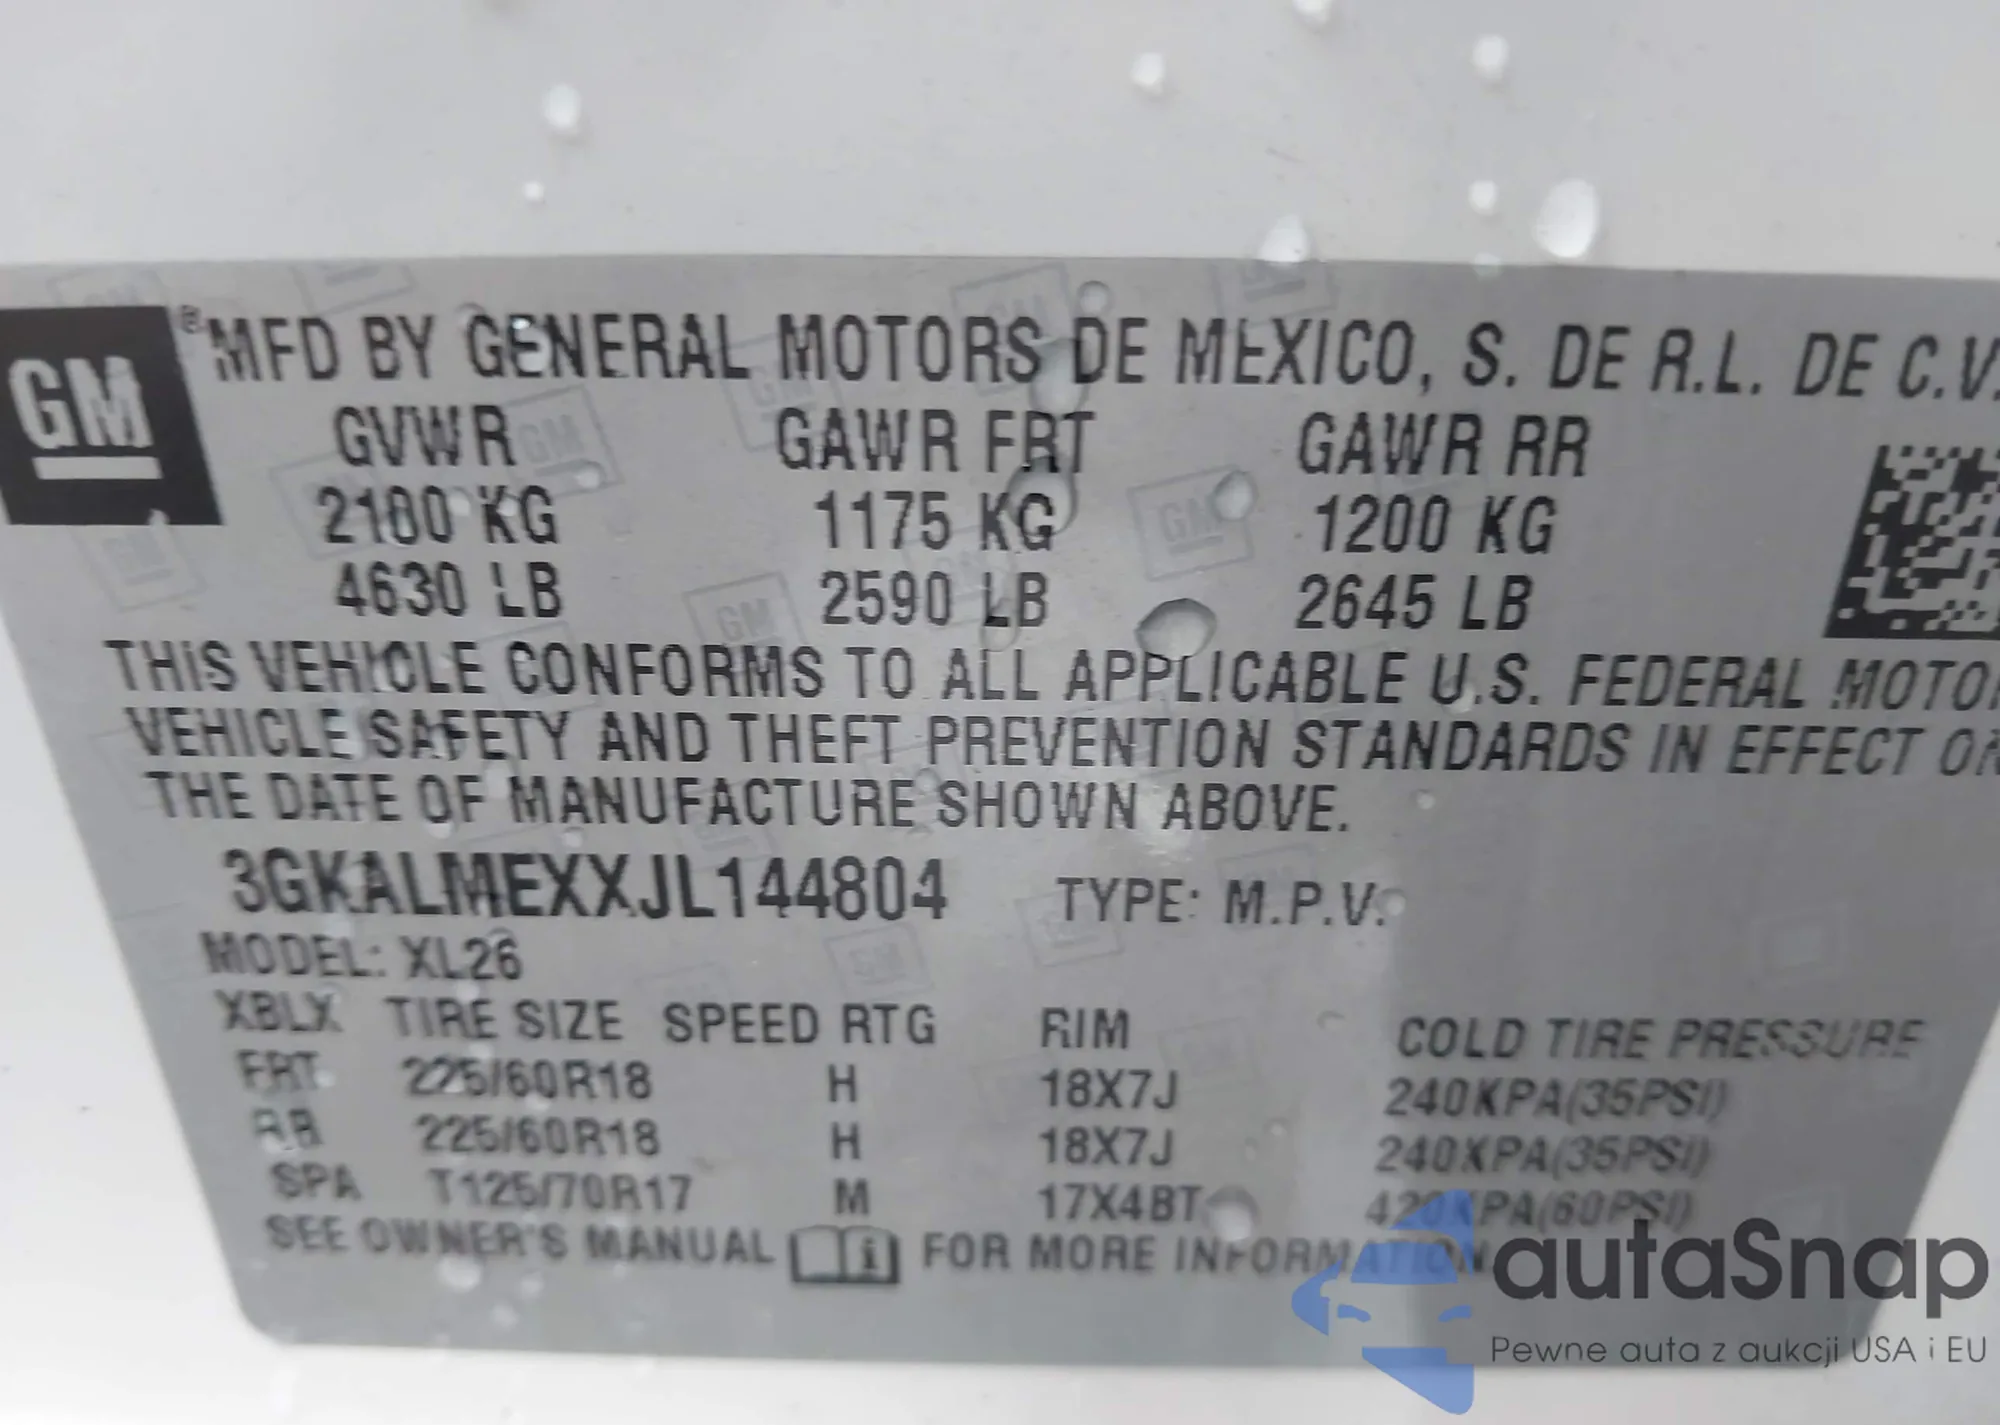 GM
®MFD BY GENERAL MOTORS DE MEXICO, S. DE R.L. DE C.V.
GVWR GAWR FRT GAWR RR
2100 KG 1175 KG 1200 KG
4630 LB 2590 LB 2645 LB
THIS VEHICLE CONFORMS TO ALL APPLICABLE U.S. FEDERAL MOTOR
VEHICLE SAFETY AND THEFT PREVENTION STANDARDS IN EFFECT ON
THE DATE OF MANUFACTURE SHOWN ABOVE.
3GKALMEXXJL144804 TYPE: M.P.V.
MODEL: XL26
XBLX TIRE SIZE SPEED RTG RIM COLD TIRE PRESSURE
FRT 225/60R18 H 18X7J 240KPA(35PSI)
RR 225/60R18 H 18X7J 240KPA(35PSI)
SPA T125/70R17 M 17X4BT 420KPA(60PSI)
SEE OWNER'S MANUAL FOR MORE INFORMATION.
autaSnap
Pewne auta z aukcji USA i EU